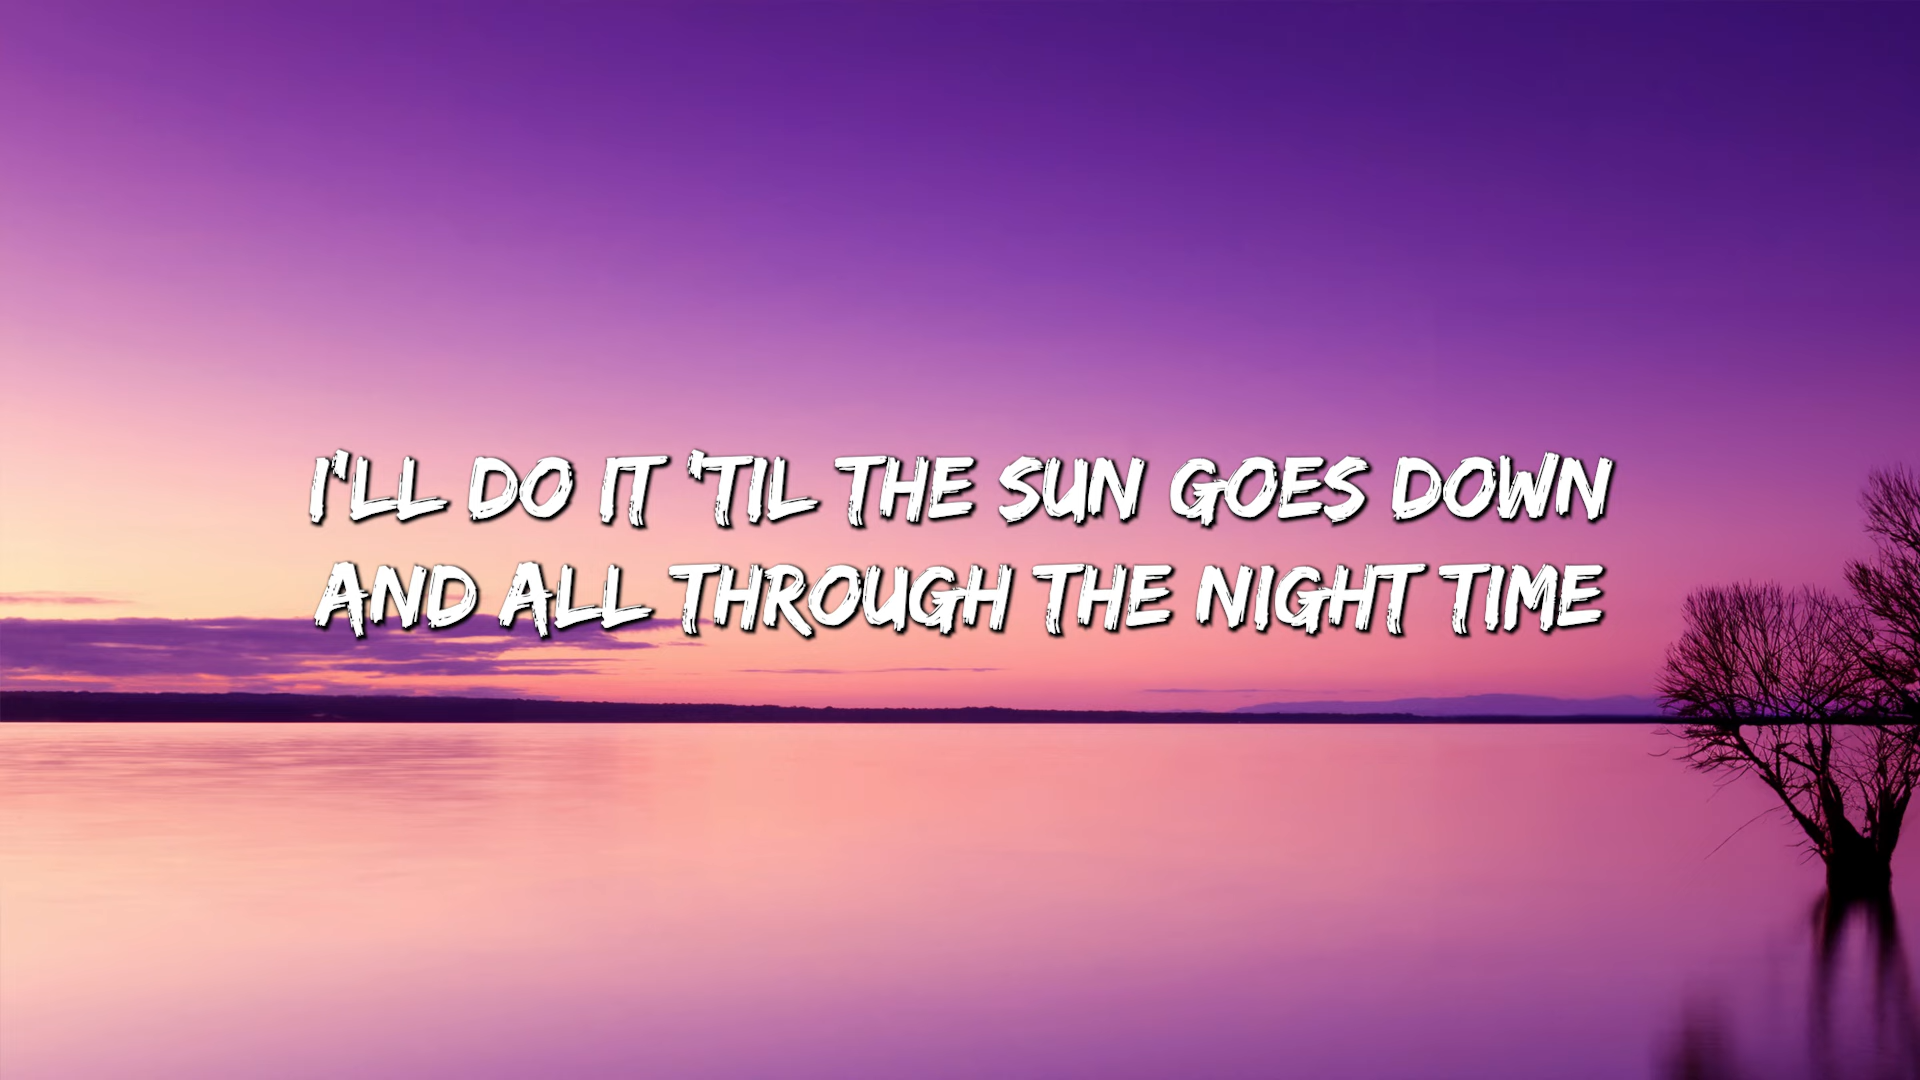 I'LL DO IT 'TIL THE SUN GOES DOWN
AND ALL THROUGH THE NIGHT TIME